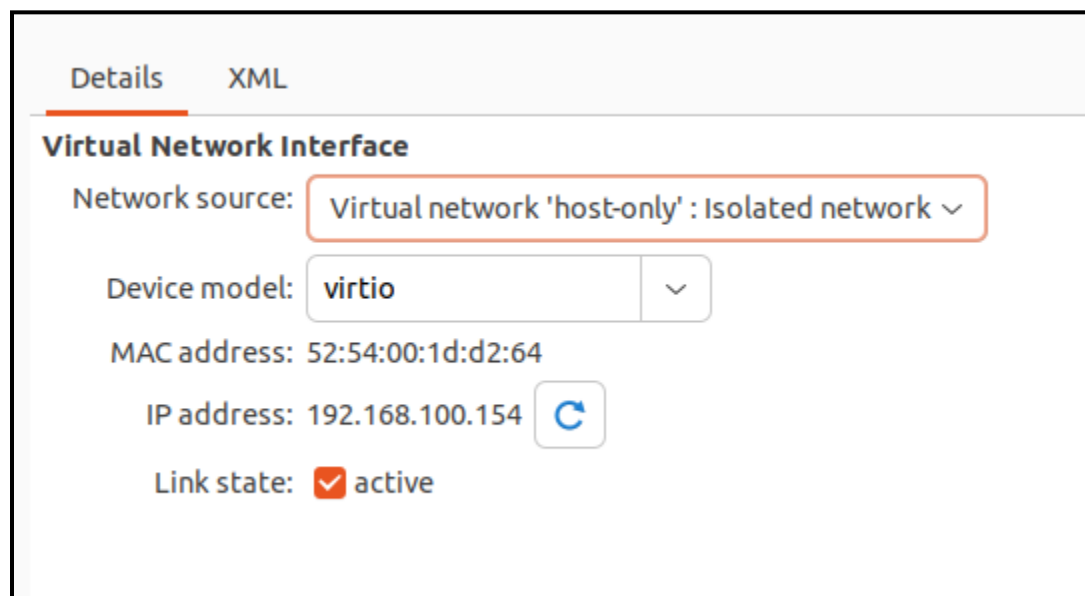 Details XML
Virtual Network Interface
Network source: Virtual network 'host-only' : Isolated network
Device model: virtio
MAC address: 52:54:00:1d:d2:64
IP address: 192.168.100.154
Link state: active